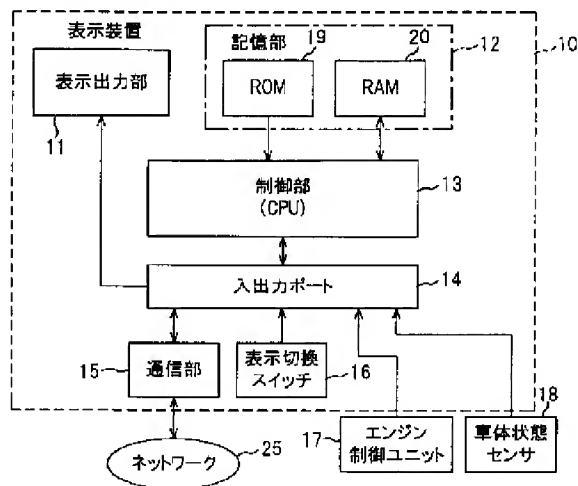 表示装置
表示出力部
11
記憶部
19
ROM
20
RAM
12
10
制御部
(CPU)
13
入出力ポート
14
15
通信部
表示切換
スイッチ
16
17
エンジン
制御ユニット
18
車体状態
センサ
ネットワーク
25